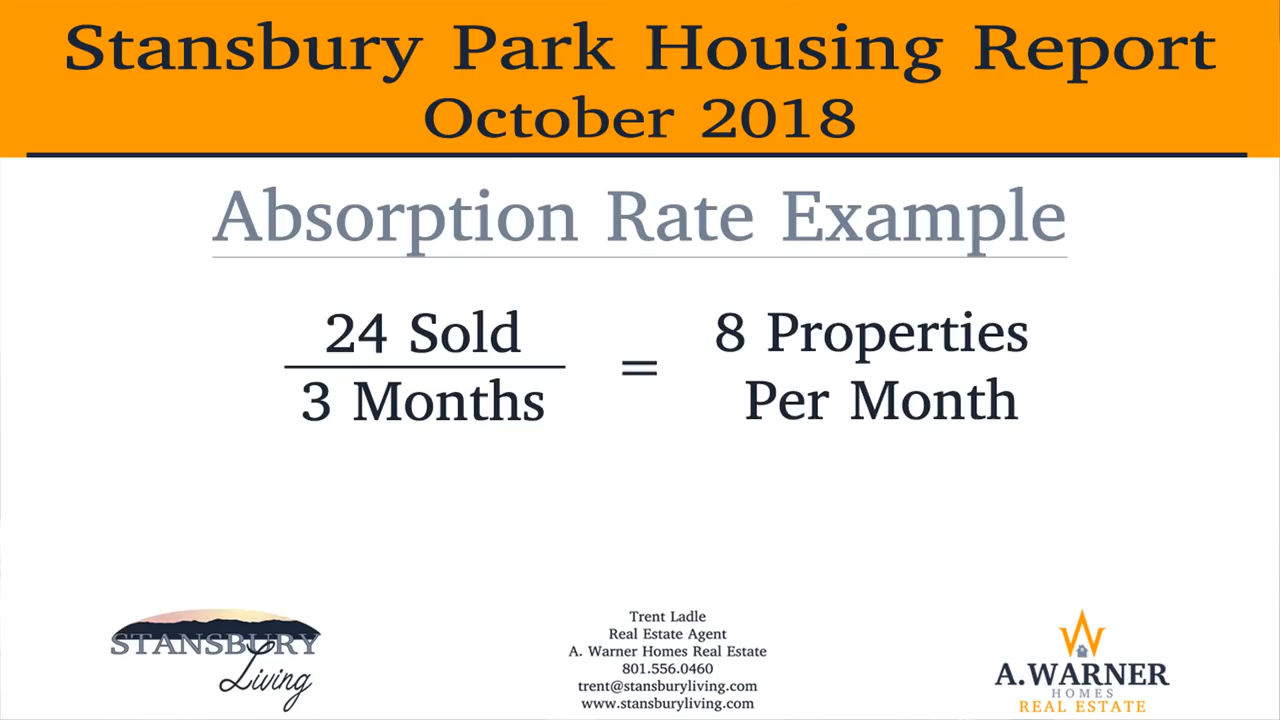 Stansbury Park Housing Report
October 2018
Absorption Rate Example
24 Sold
3 Months
=
8 Properties
Per Month
STANSBURY
Living
Trent Ladle
Real Estate Agent
A. Warner Homes Real Estate
801.556.0460
trent@stansburyliving.com
www.stansburyliving.com
A.WARNER
HOMES
REAL ESTATE